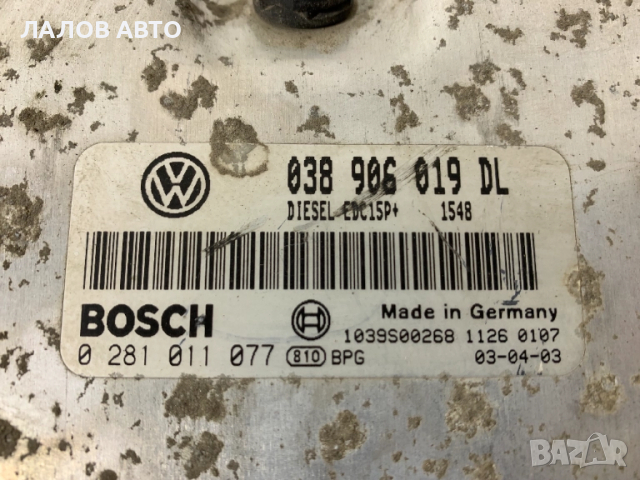 ЛАЛОВ АВТО
038 906 019 DL
DIESEL EDC15P+ 1548
BOSCH
Made in Germany
1039S00268 1126 0107
0 281 011 077 810 BPG 03-04-03
BAZAR